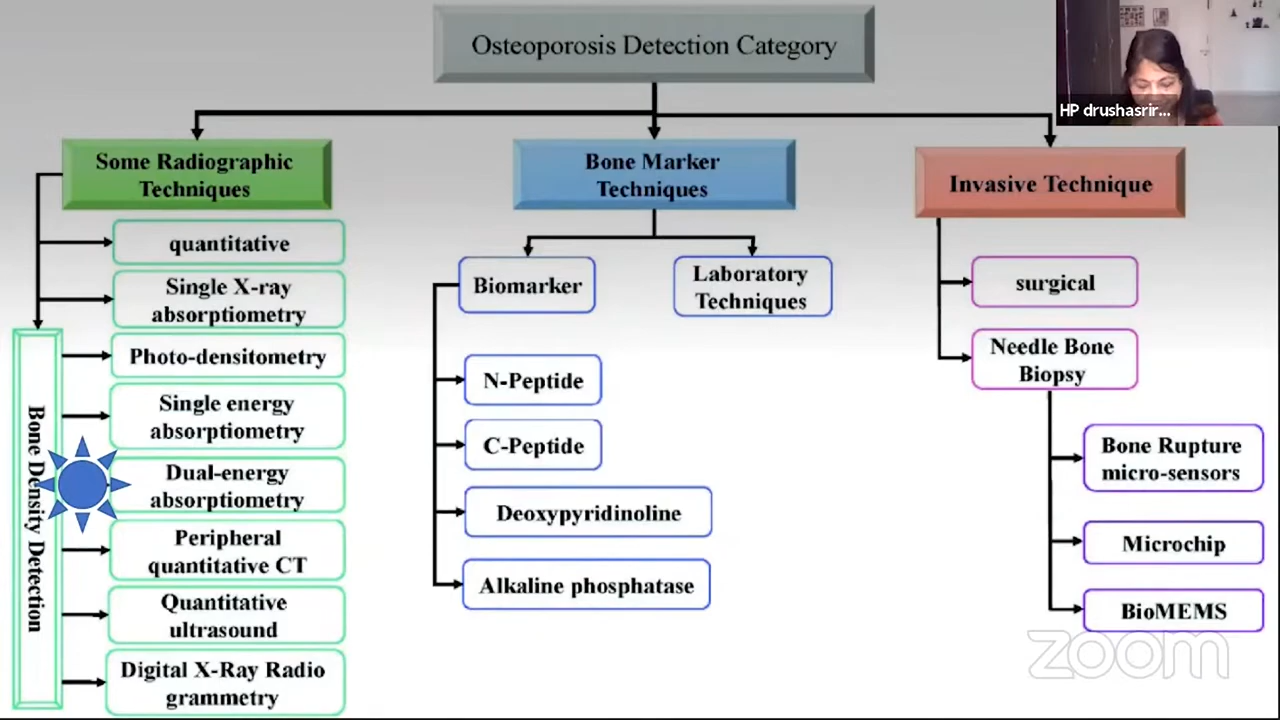 Osteoporosis Detection Category
HP drushasrir...
Some Radiographic
Techniques
Bone Marker
Techniques
Invasive Technique
quantitative
Single X-ray
absorptiometry
Photo-densitometry
Single energy
absorptiometry
Dual-energy
absorptiometry
Peripheral
quantitative CT
Quantitative
ultrasound
Digital X-Ray Radio
grammetry
Bone Density Detection
Biomarker
Laboratory
Techniques
N-Peptide
C-Peptide
Deoxypyridinoline
Alkaline phosphatase
surgical
Needle Bone
Biopsy
Bone Rupture
micro-sensors
Microchip
BioMEMS
zoom